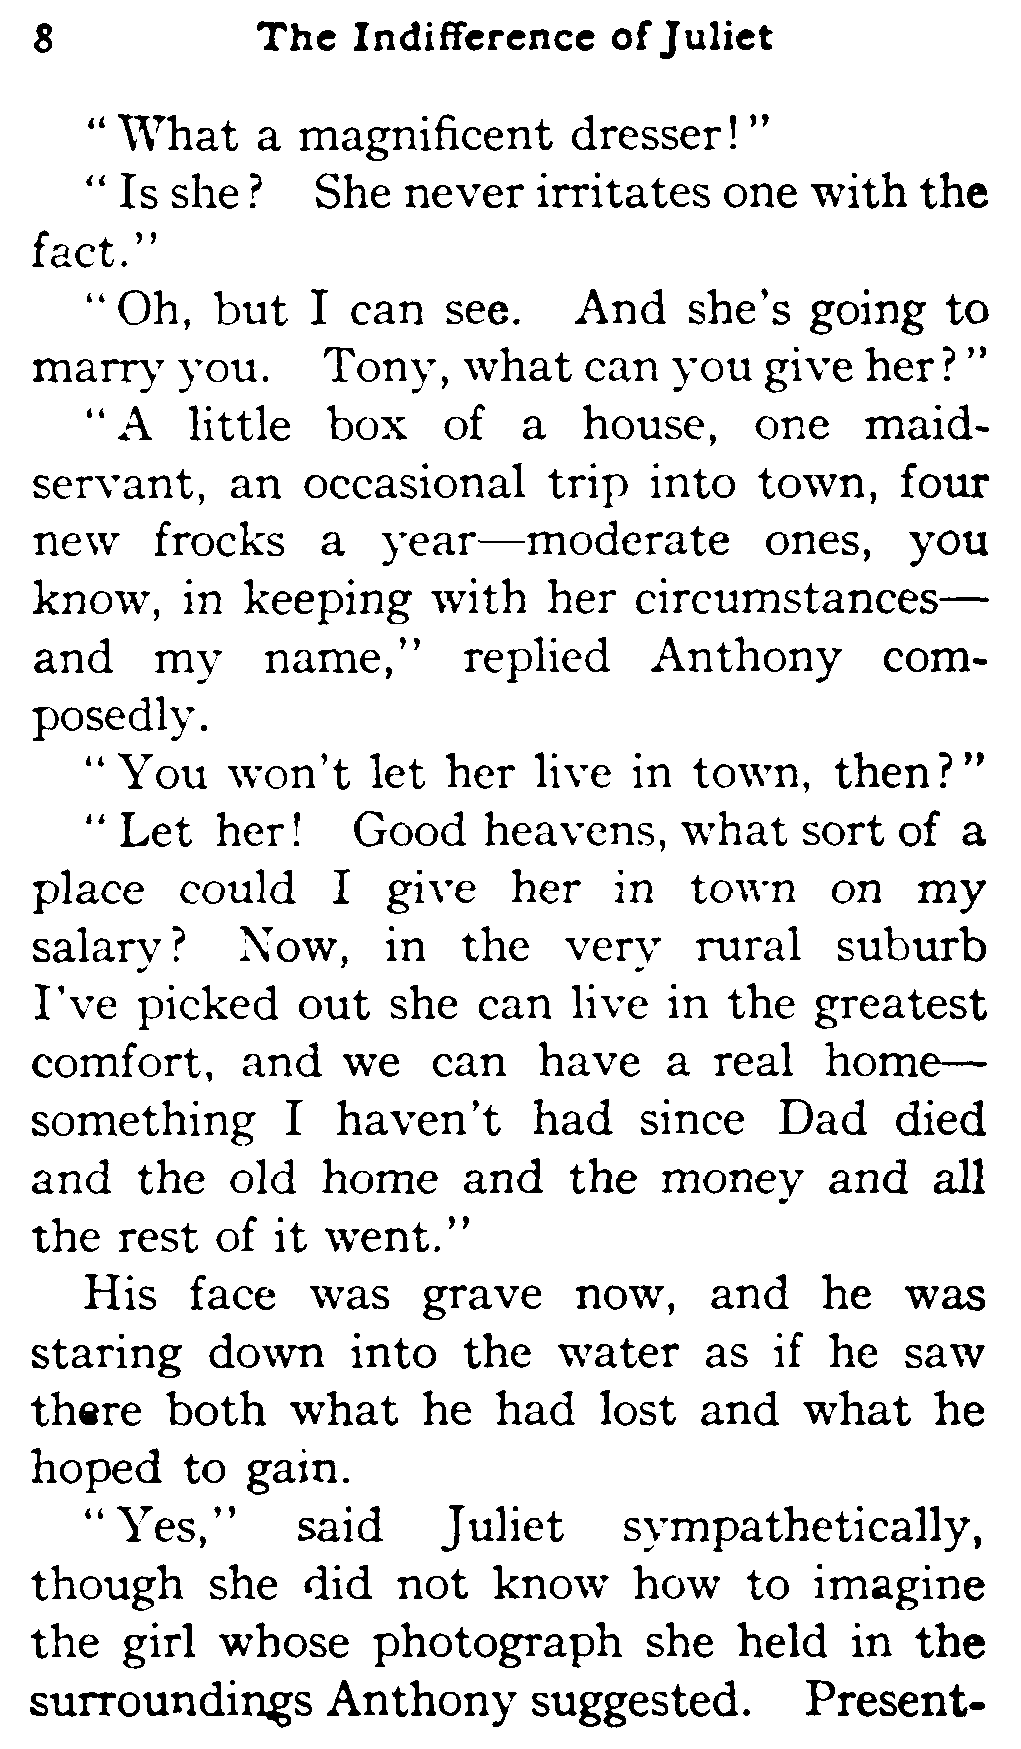 8 The Indifference of Juliet
"What a magnificent dresser!"
"Is she? She never irritates one with the
fact."
"Oh, but I can see. And she's going to
marry you. Tony, what can you give her?"
"A little box of a house, one maid-
servant, an occasional trip into town, four
new frocks a year—moderate ones, you
know, in keeping with her circumstances—
and my name," replied Anthony com-
posedly.
"You won't let her live in town, then?"
"Let her! Good heavens, what sort of a
place could I give her in town on my
salary? Now, in the very rural suburb
I've picked out she can live in the greatest
comfort, and we can have a real home—
something I haven't had since Dad died
and the old home and the money and all
the rest of it went."
His face was grave now, and he was
staring down into the water as if he saw
there both what he had lost and what he
hoped to gain.
"Yes," said Juliet sympathetically,
though she did not know how to imagine
the girl whose photograph she held in the
surroundings Anthony suggested. Present-